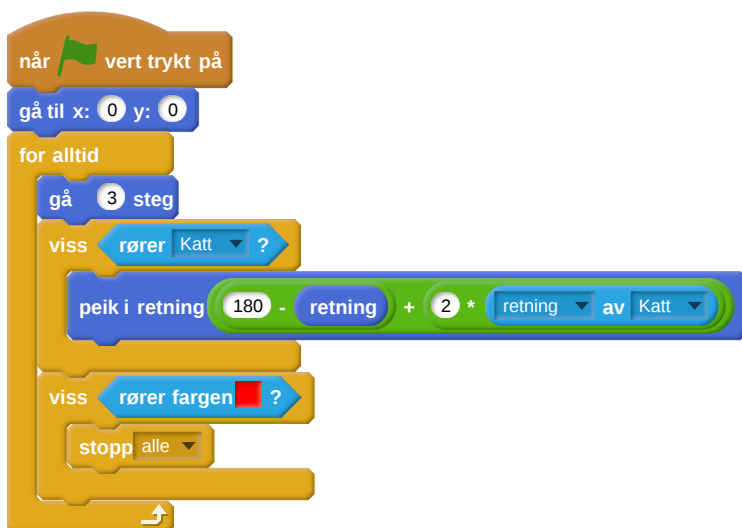 når vert trykt på
gå til x: 0 y: 0
for alltid
gå 3 steg
viss rører Katt ?
peik i retning 180 - retning + 2 * retning av Katt
viss rører fargen ?
stopp alle